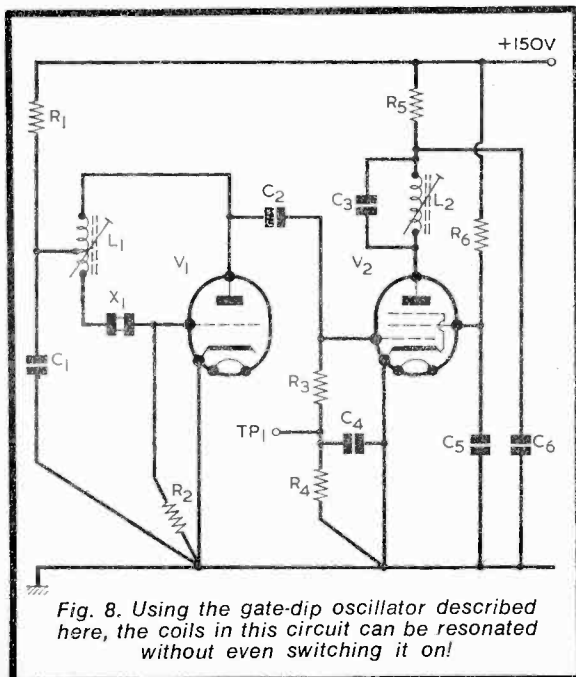 +150V
R5
R1
C2
C3
L2
L1
R6
V1
V2
X1
R3
C1
C4
TP1
C5
C6
R4
R2
Fig. 8. Using the gate-dip oscillator described
here, the coils in this circuit can be resonated
without even switching it on!